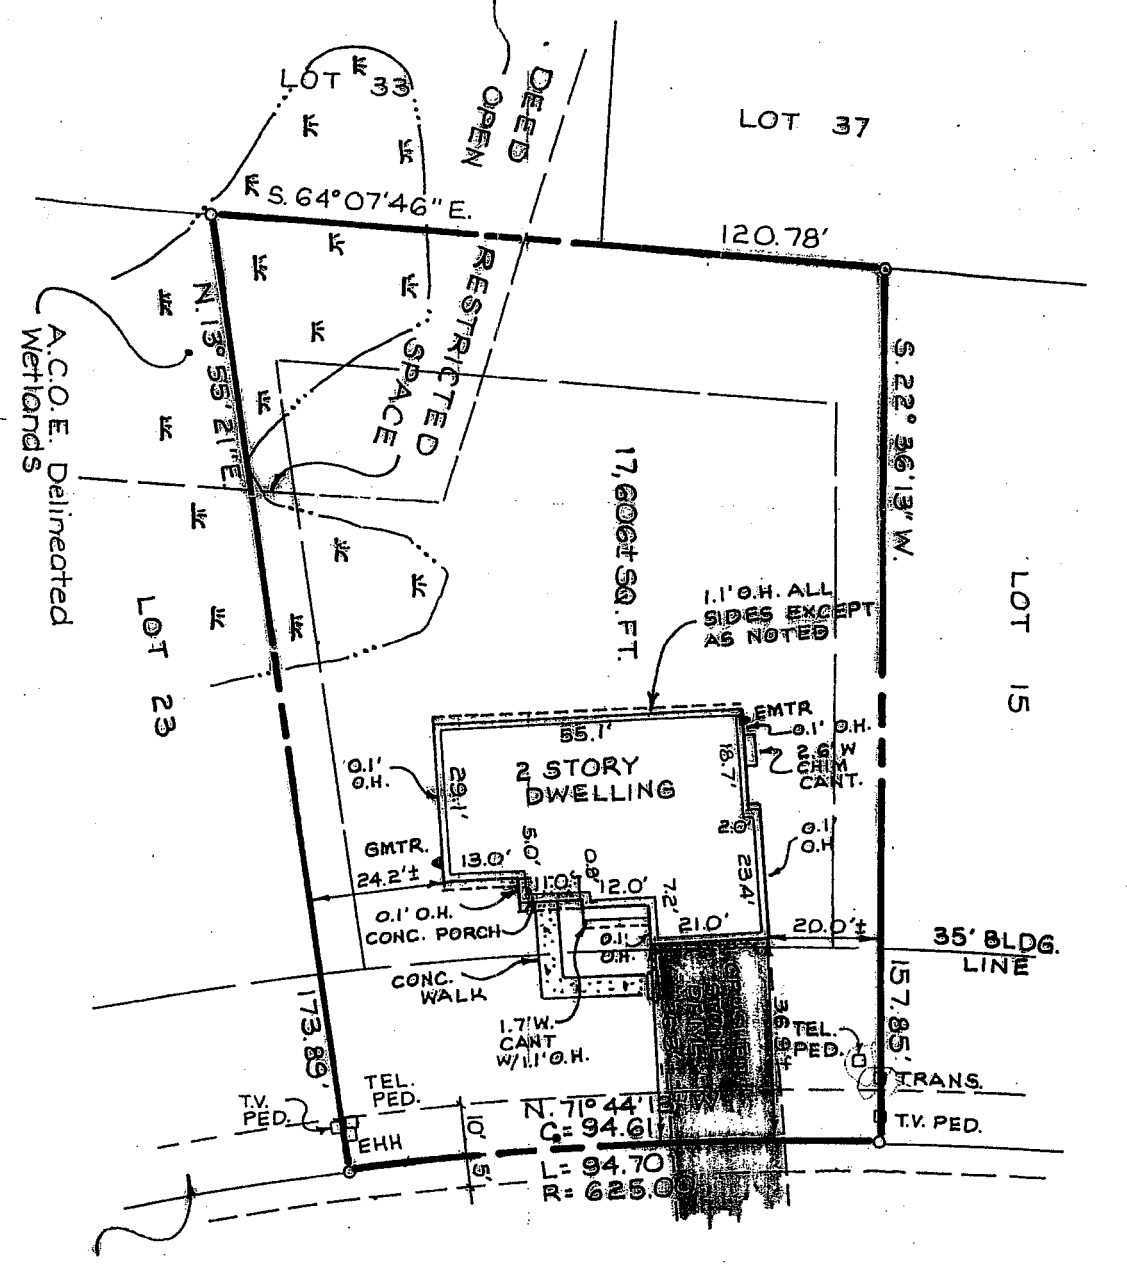 LOT 33
DEED
OPEN
LOT 37
S. 64° 07' 46" E.
120.78'
RESTRICTED
SPACE
N. 13° 55' 21" E.
A.C.O.E. Delineated
Wetlands
S. 22° 36' 13" W.
17,606± SQ. FT.
LOT 15
LOT 23
1.1' O.H. ALL
SIDES EXCEPT
AS NOTED
EMTR
0.1' O.H.
2.6' W
CHIM
CANT.
55.1'
18.7'
2 STORY
DWELLING
0.1'
O.H.
29.1'
2.0
0.1'
O.H
23.4'
GMTR.
13.0'
5.0'
0.8'
24.2'±
11.0'
12.0'
7.2'
21.0'
20.0'±
0.1' O.H.
CONC. PORCH
0.1'
O.H.
35' BLDG.
LINE
CONC.
WALK
1.7' W.
CANT
W/1.1' O.H.
36.9'±
TEL.
PED.
157.85'
173.89'
TRANS.
T.V. PED.
TEL.
PED.
T.V.
PED.
EHH
10'
5'
N. 71° 44'
C = 94.61'
L = 94.70
R = 625.00